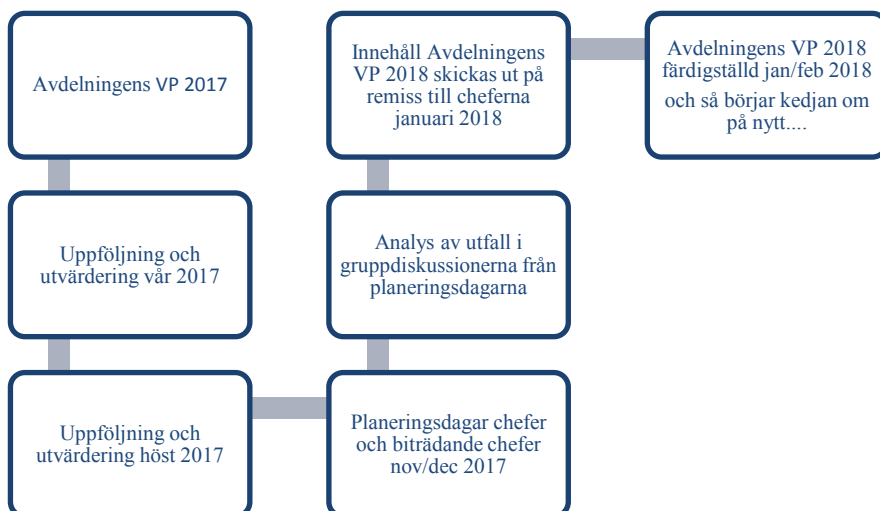 Avdelningens VP 2017
Uppföljning och
utvärdering vår 2017
Uppföljning och
utvärdering höst 2017
Planeringsdagar chefer
och biträdande chefer
nov/dec 2017
Analys av utfall i
gruppdiskussionerna från
planeringsdagarna
Innehåll Avdelningens
VP 2018 skickas ut på
remiss till cheferna
januari 2018
Avdelningens VP 2018
färdigställd jan/feb 2018
och så börjar kedjan om
på nytt....